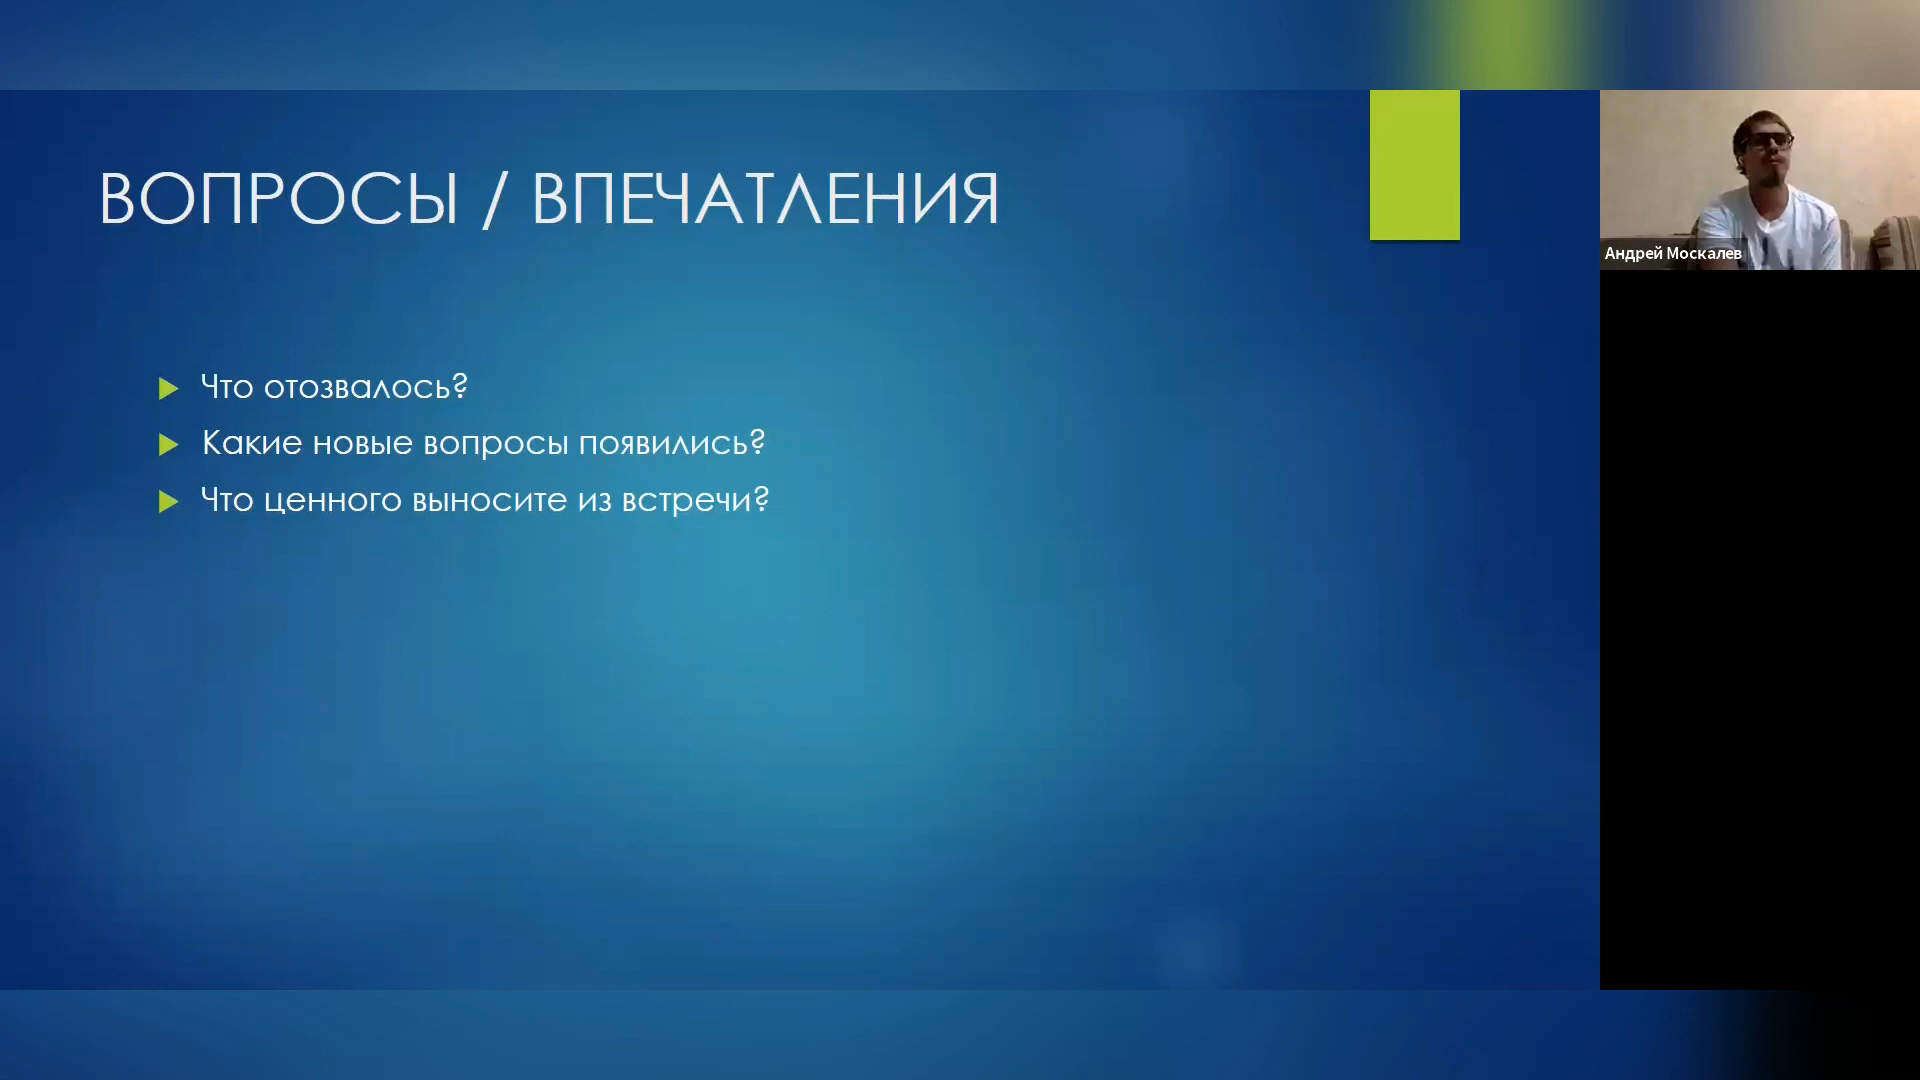 ВОПРОСЫ / ВПЕЧАТЛЕНИЯ
Что отозвалось?
Какие новые вопросы появились?
Что ценного выносите из встречи?
Андрей Москалев